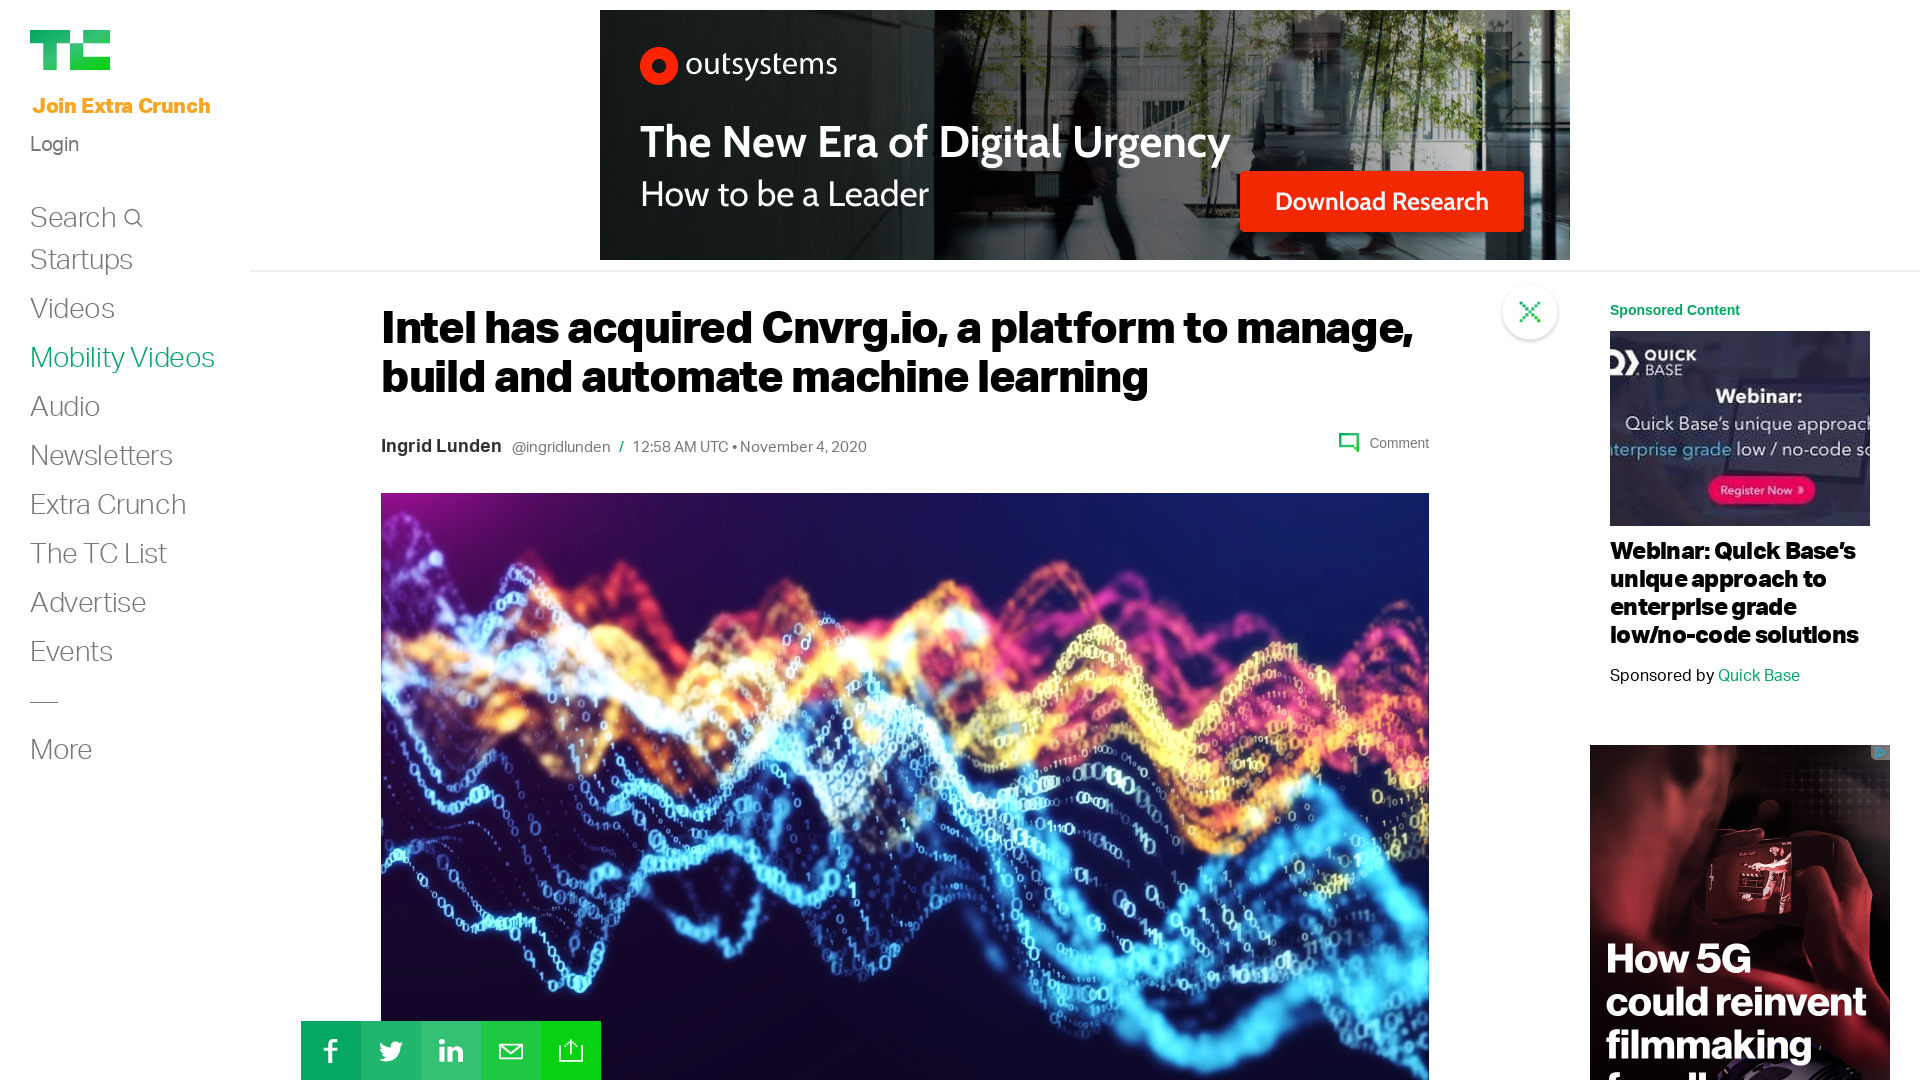 TC
Join Extra Crunch
Login
Search
Startups
Videos
Mobility Videos
Audio
Newsletters
Extra Crunch
The TC List
Advertise
Events
More
outsystems
The New Era of Digital Urgency
How to be a Leader
Download Research
Intel has acquired Cnvrg.io, a platform to manage,
build and automate machine learning
Ingrid Lunden @ingridlunden / 12:58 AM UTC • November 4, 2020
Comment
Sponsored Content
QUICK
BASE
Webinar:
Quick Base's unique approach
enterprise grade low / no-code
Register Now
Webinar: Quick Base's
unique approach to
enterprise grade
low/no-code solutions
Sponsored by Quick Base
How 5G
could reinvent
filmmaking